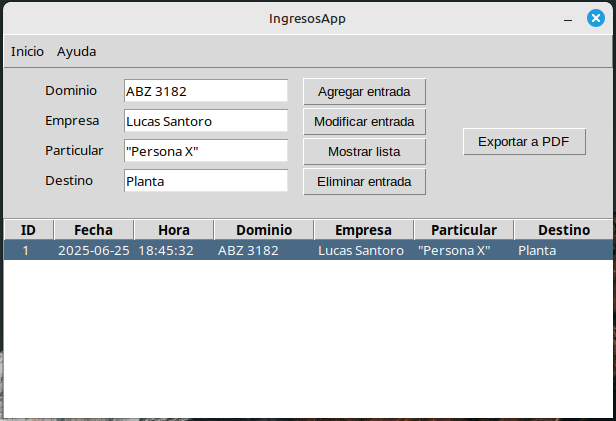 IngresosApp
Inicio Ayuda
Dominio ABZ 3182 Agregar entrada
Empresa Lucas Santoro Modificar entrada
Exportar a PDF
Particular "Persona X" Mostrar lista
Destino Planta Eliminar entrada
ID Fecha Hora Dominio Empresa Particular Destino
1 2025-06-25 18:45:32 ABZ 3182 Lucas Santoro "Persona X" Planta